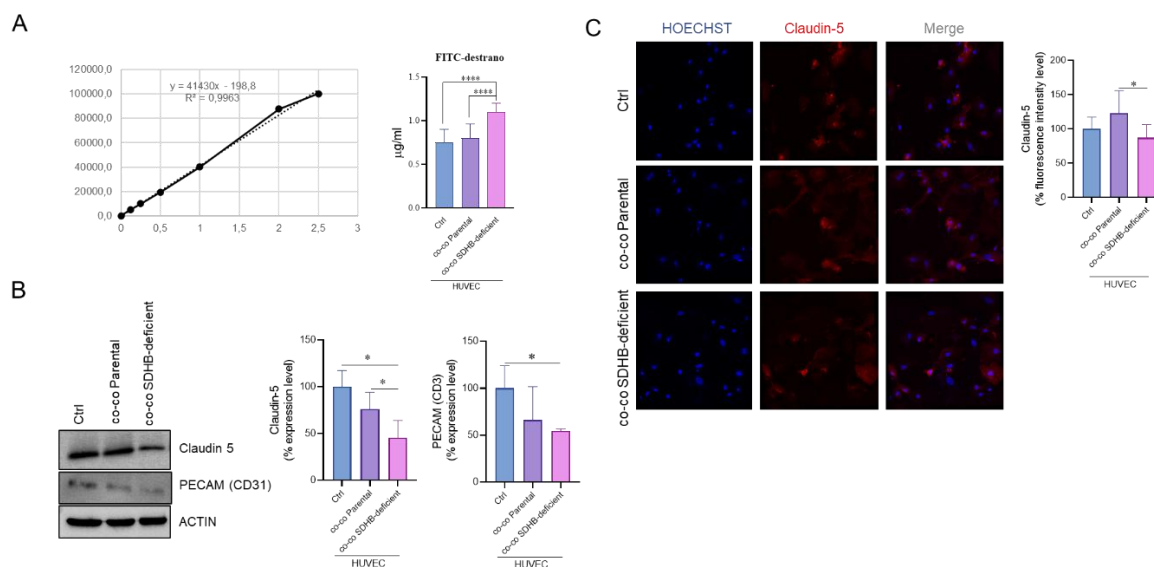 A
120000,0
100000,0
80000,0
60000,0
40000,0
20000,0
0,0
y = 41430x - 198,8
R² = 0,9963
0
0,5
1
1,5
2
2,5
3
FITC-destrano
****
****
1.5
1.0
0.5
0.0
µg/ml
Ctrl
co-co Parental
co-co SDHB-deficient
HUVEC
B
Ctrl
co-co Parental
co-co SDHB-deficient
Claudin 5
PECAM (CD31)
ACTIN
150
100
50
0
Claudin-5
(% expression level)
*
*
Ctrl
co-co Parental
co-co SDHB-deficient
HUVEC
150
100
50
0
PECAM (CD3)
(% expression level)
*
Ctrl
co-co Parental
co-co SDHB-deficient
HUVEC
C
HOECHST
Claudin-5
Merge
Ctrl
co-co Parental
co-co SDHB-deficient
200
150
100
50
0
Claudin-5
(% fluorescence intensity level)
*
Ctrl
co-co Parental
co-co SDHB-deficient
HUVEC